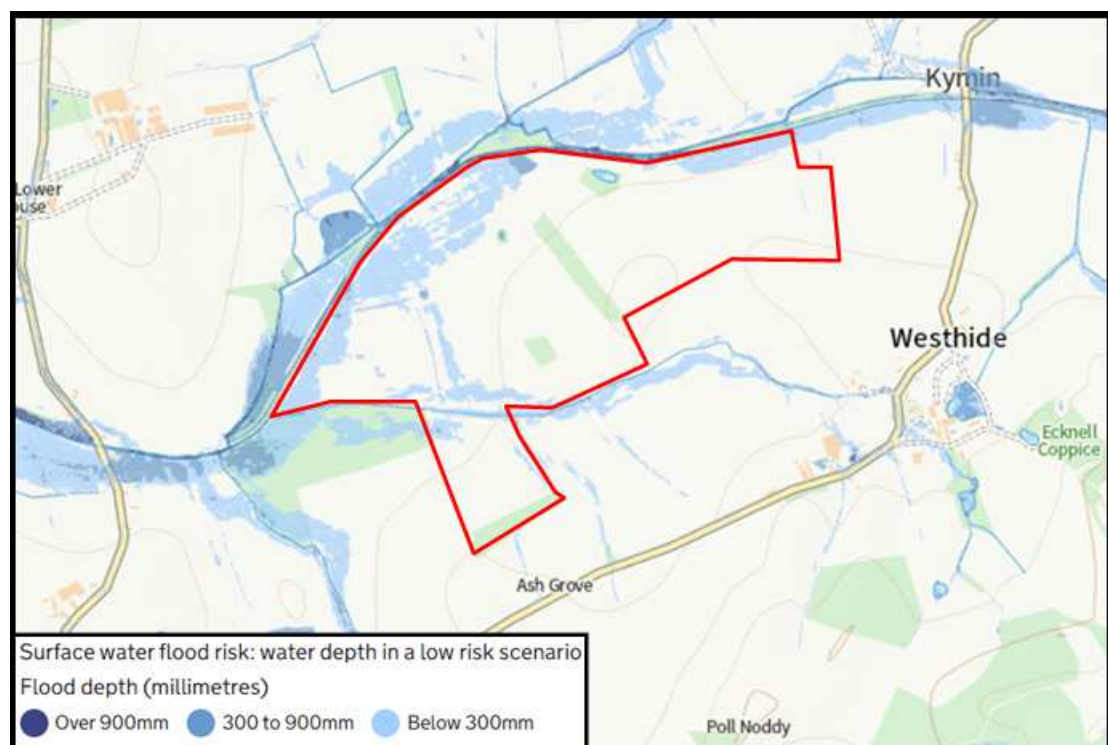 Kymin
Lower
ouse
Westhide
Ecknell
Coppice
Ash Grove
Poll Noddy
Surface water flood risk: water depth in a low risk scenario
Flood depth (millimetres)
Over 900mm 300 to 900mm Below 300mm